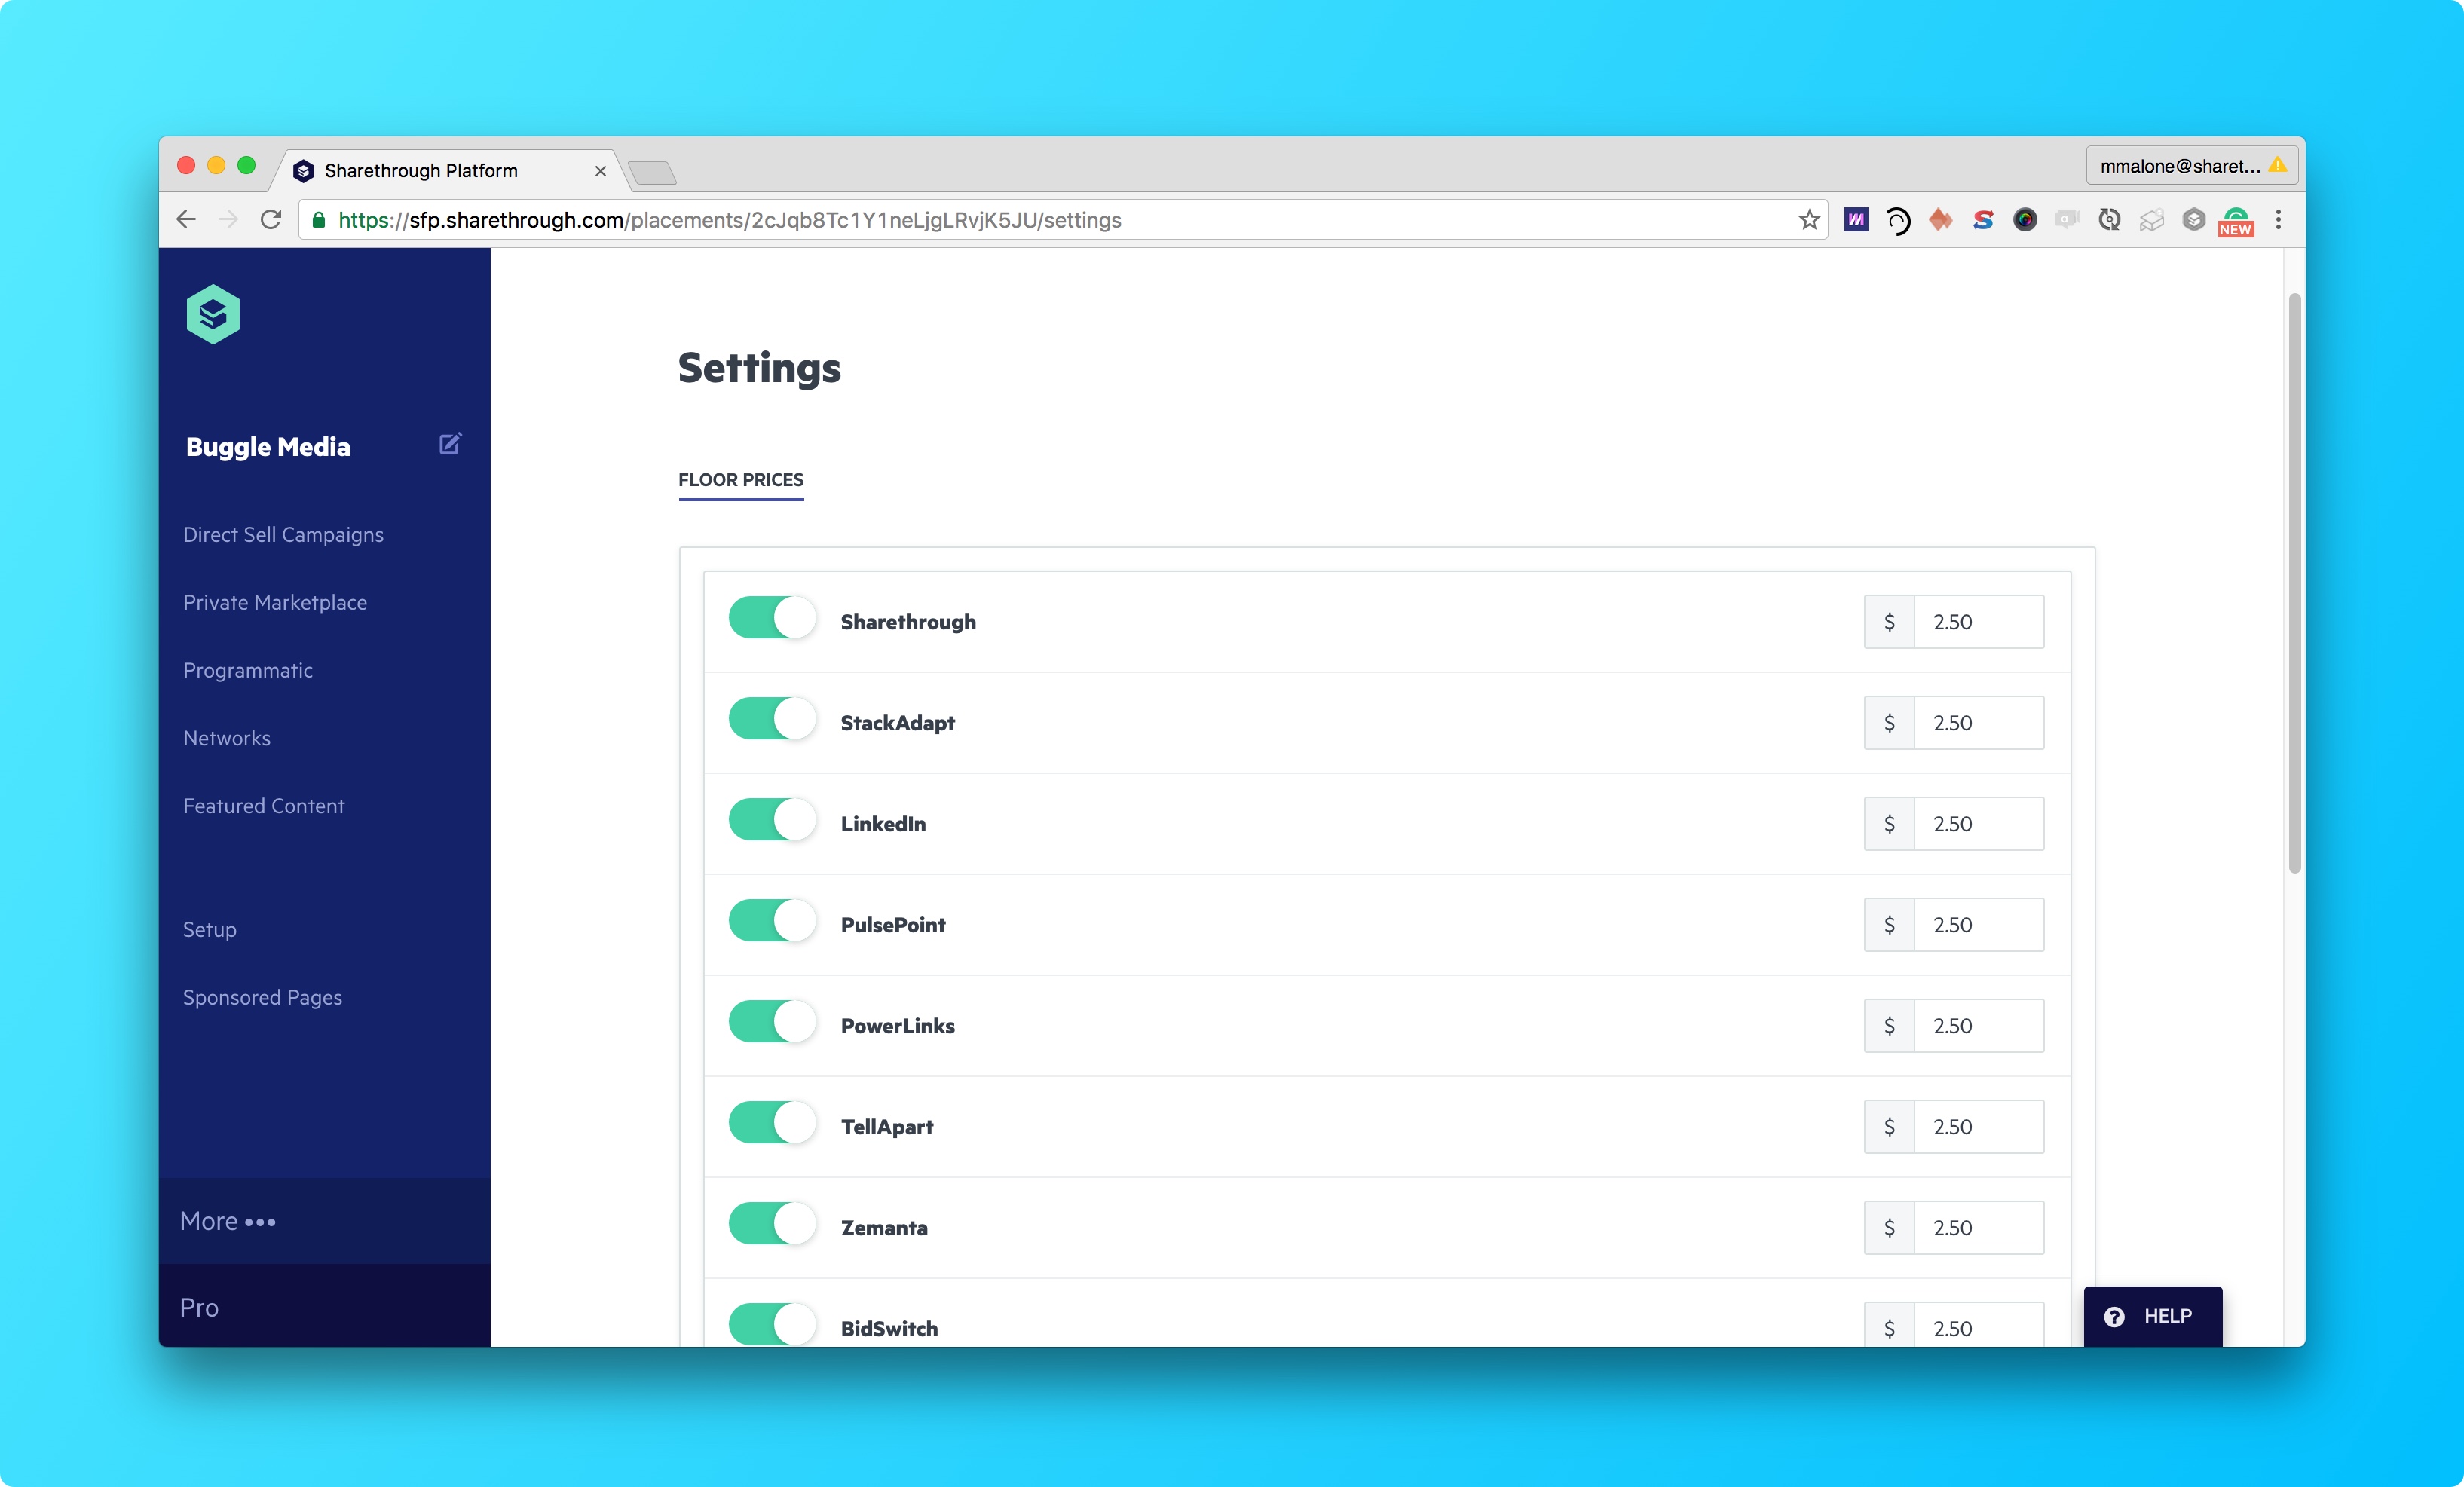 Sharethrough Platform
mmalone@sharet...
https://sfp.sharethrough.com/placements/2cJqb8Tc1Y1neLjgLRvjK5JU/settings
NEW
Settings
Buggle Media
FLOOR PRICES
Direct Sell Campaigns
Private Marketplace
Programmatic
Networks
Featured Content
Setup
Sponsored Pages
More •••
Pro
Sharethrough $ 2.50
StackAdapt $ 2.50
LinkedIn $ 2.50
PulsePoint $ 2.50
PowerLinks $ 2.50
TellApart $ 2.50
Zemanta $ 2.50
BidSwitch $ 2.50
? HELP